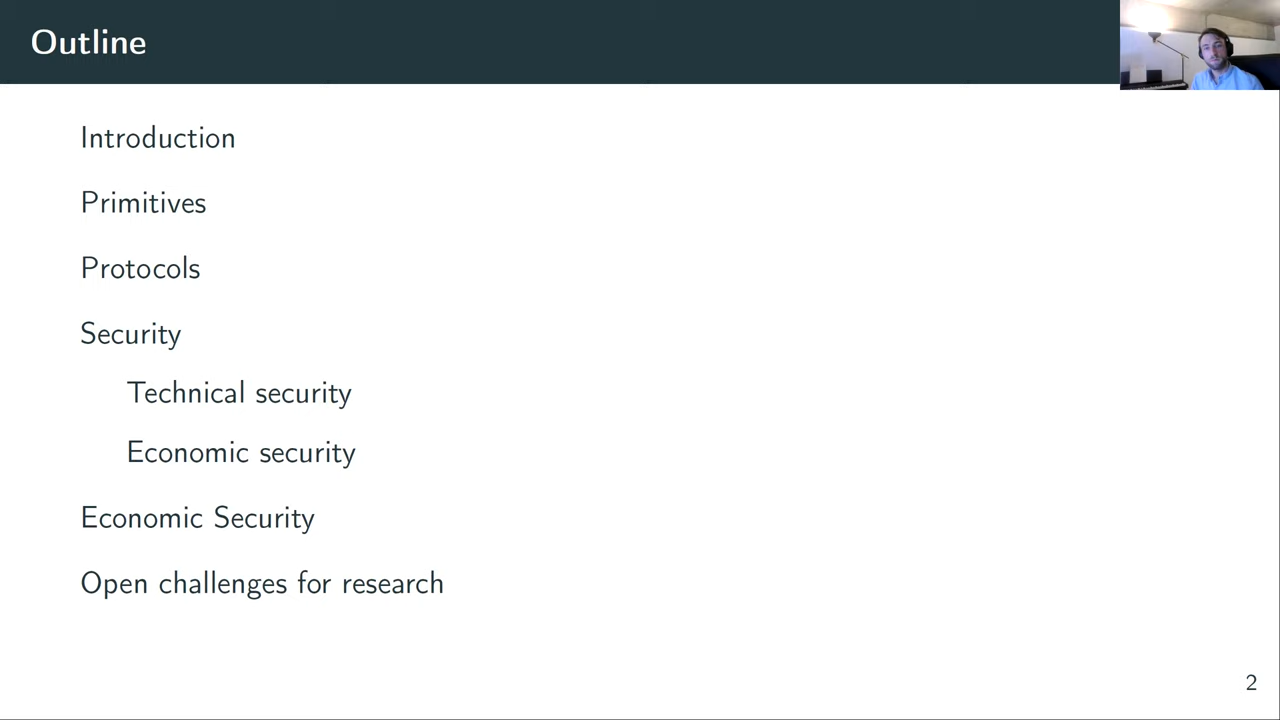 Outline
Introduction
Primitives
Protocols
Security
Technical security
Economic security
Economic Security
Open challenges for research
2